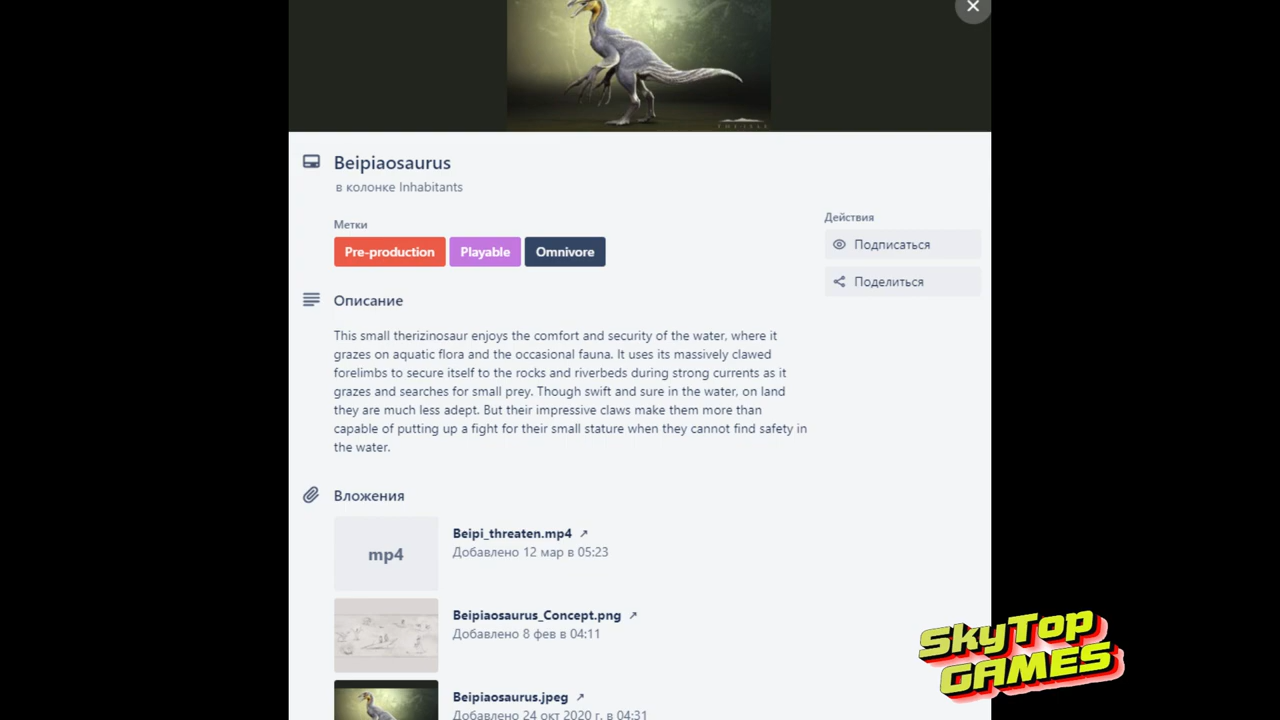 THE ISLE
Beipiaosaurus
в колонке Inhabitants
Метки
Pre-production
Playable
Omnivore
Действия
Подписаться
Поделиться
Описание
This small therizinosaur enjoys the comfort and security of the water, where it
grazes on aquatic flora and the occasional fauna. It uses its massively clawed
forelimbs to secure itself to the rocks and riverbeds during strong currents as it
grazes and searches for small prey. Though swift and sure in the water, on land
they are much less adept. But their impressive claws make them more than
capable of putting up a fight for their small stature when they cannot find safety in
the water.
Вложения
mp4
Beipi_threaten.mp4 ↗
Добавлено 12 мар в 05:23
Beipiaosaurus_Concept.png ↗
Добавлено 8 фев в 04:11
Beipiaosaurus.jpeg ↗
Добавлено 24 окт 2020 г. в 04:31
SkyTop
GAMES